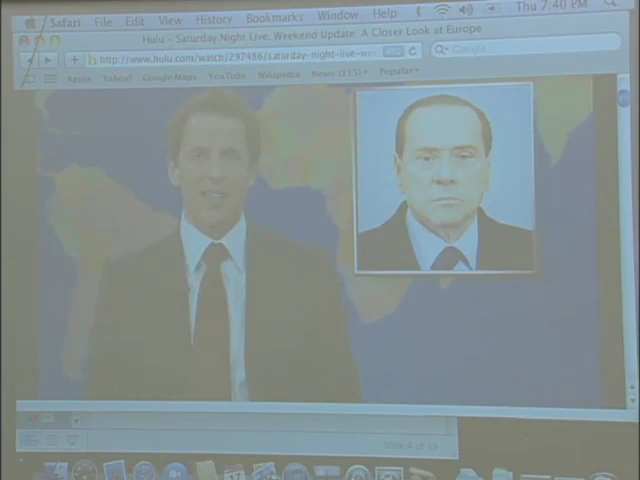 Safari File Edit View History Bookmarks Window Help Thu 7:40 PM
Hulu – Saturday Night Live: Weekend Update: A Closer Look at Europe
http://www.hulu.com/watch/297486/saturday-night-live-we
Google
Apple Yahoo! Google Maps YouTube Wikipedia News (115) Popular
17